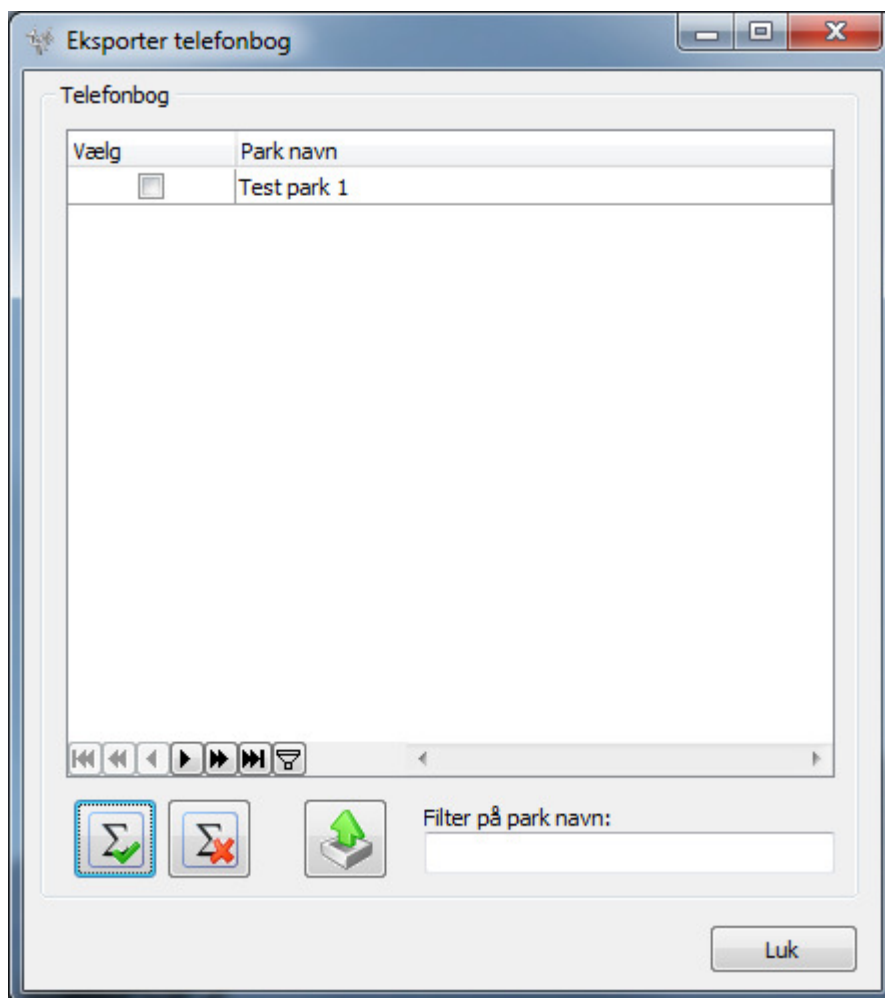 Eksporter telefonbog
Telefonbog
Vælg Park navn
Test park 1
Filter på park navn:
Luk